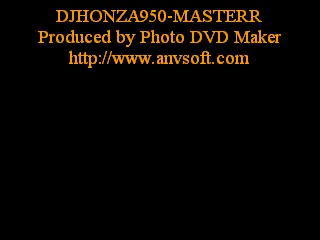 DJHONZA950-MASTERR
Produced by Photo DVD Maker
http://www.anvsoft.com